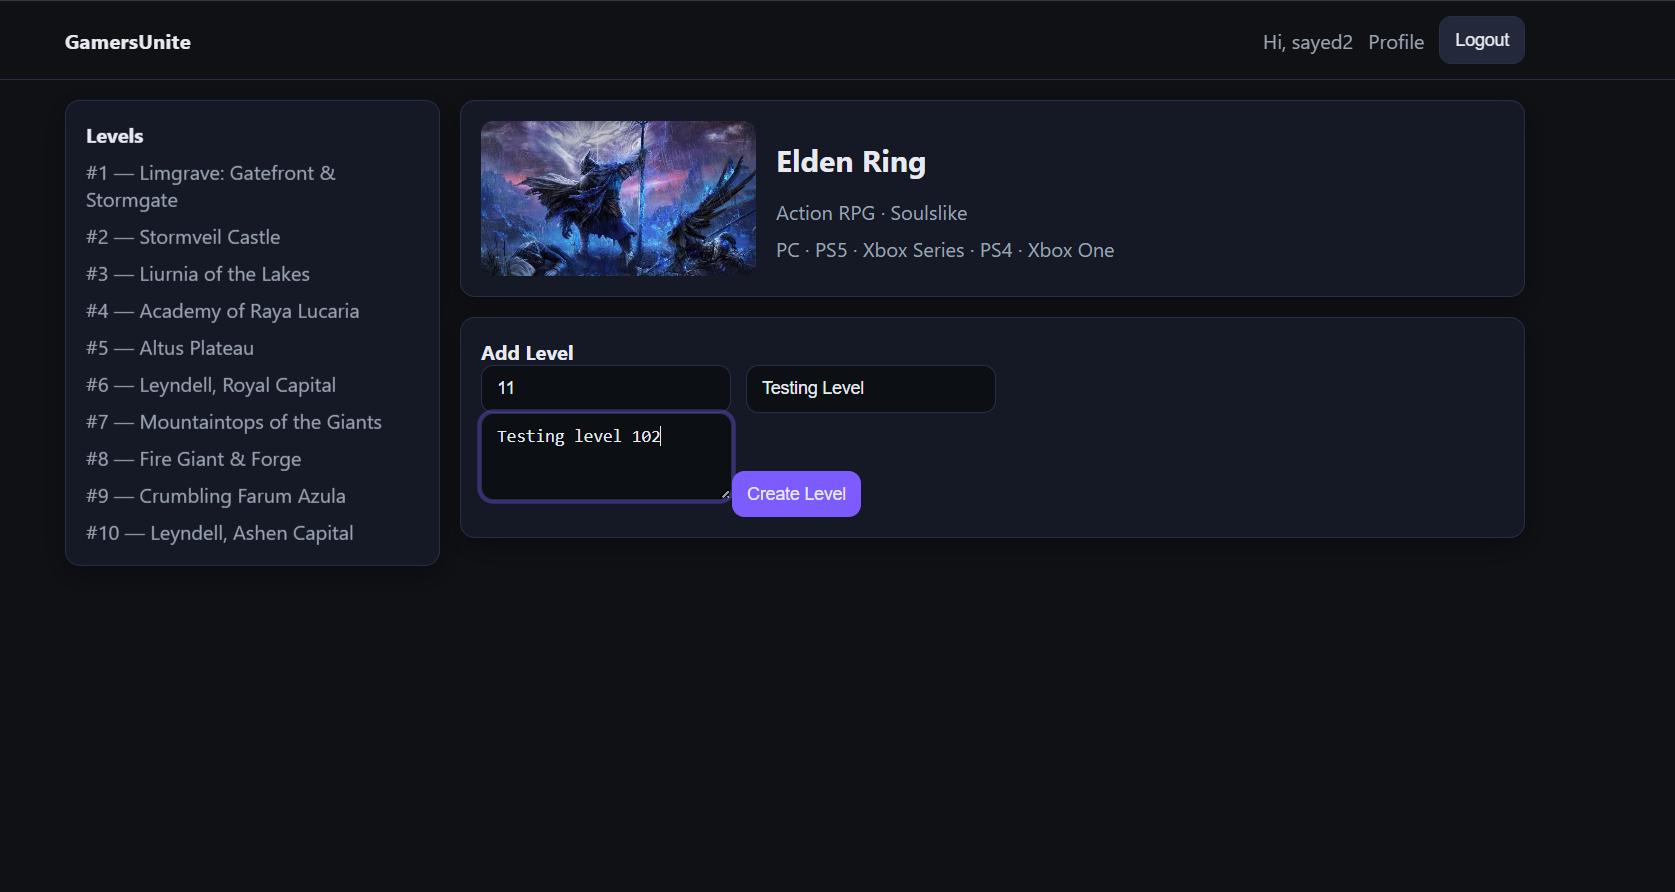 GamersUnite
Hi, sayed2 Profile Logout
Levels
#1 — Limgrave: Gatefront &
Stormgate
#2 — Stormveil Castle
#3 — Liurnia of the Lakes
#4 — Academy of Raya Lucaria
#5 — Altus Plateau
#6 — Leyndell, Royal Capital
#7 — Mountaintops of the Giants
#8 — Fire Giant & Forge
#9 — Crumbling Farum Azula
#10 — Leyndell, Ashen Capital
Elden Ring
Action RPG · Soulslike
PC · PS5 · Xbox Series · PS4 · Xbox One
Add Level
11
Testing Level
Testing level 102
Create Level